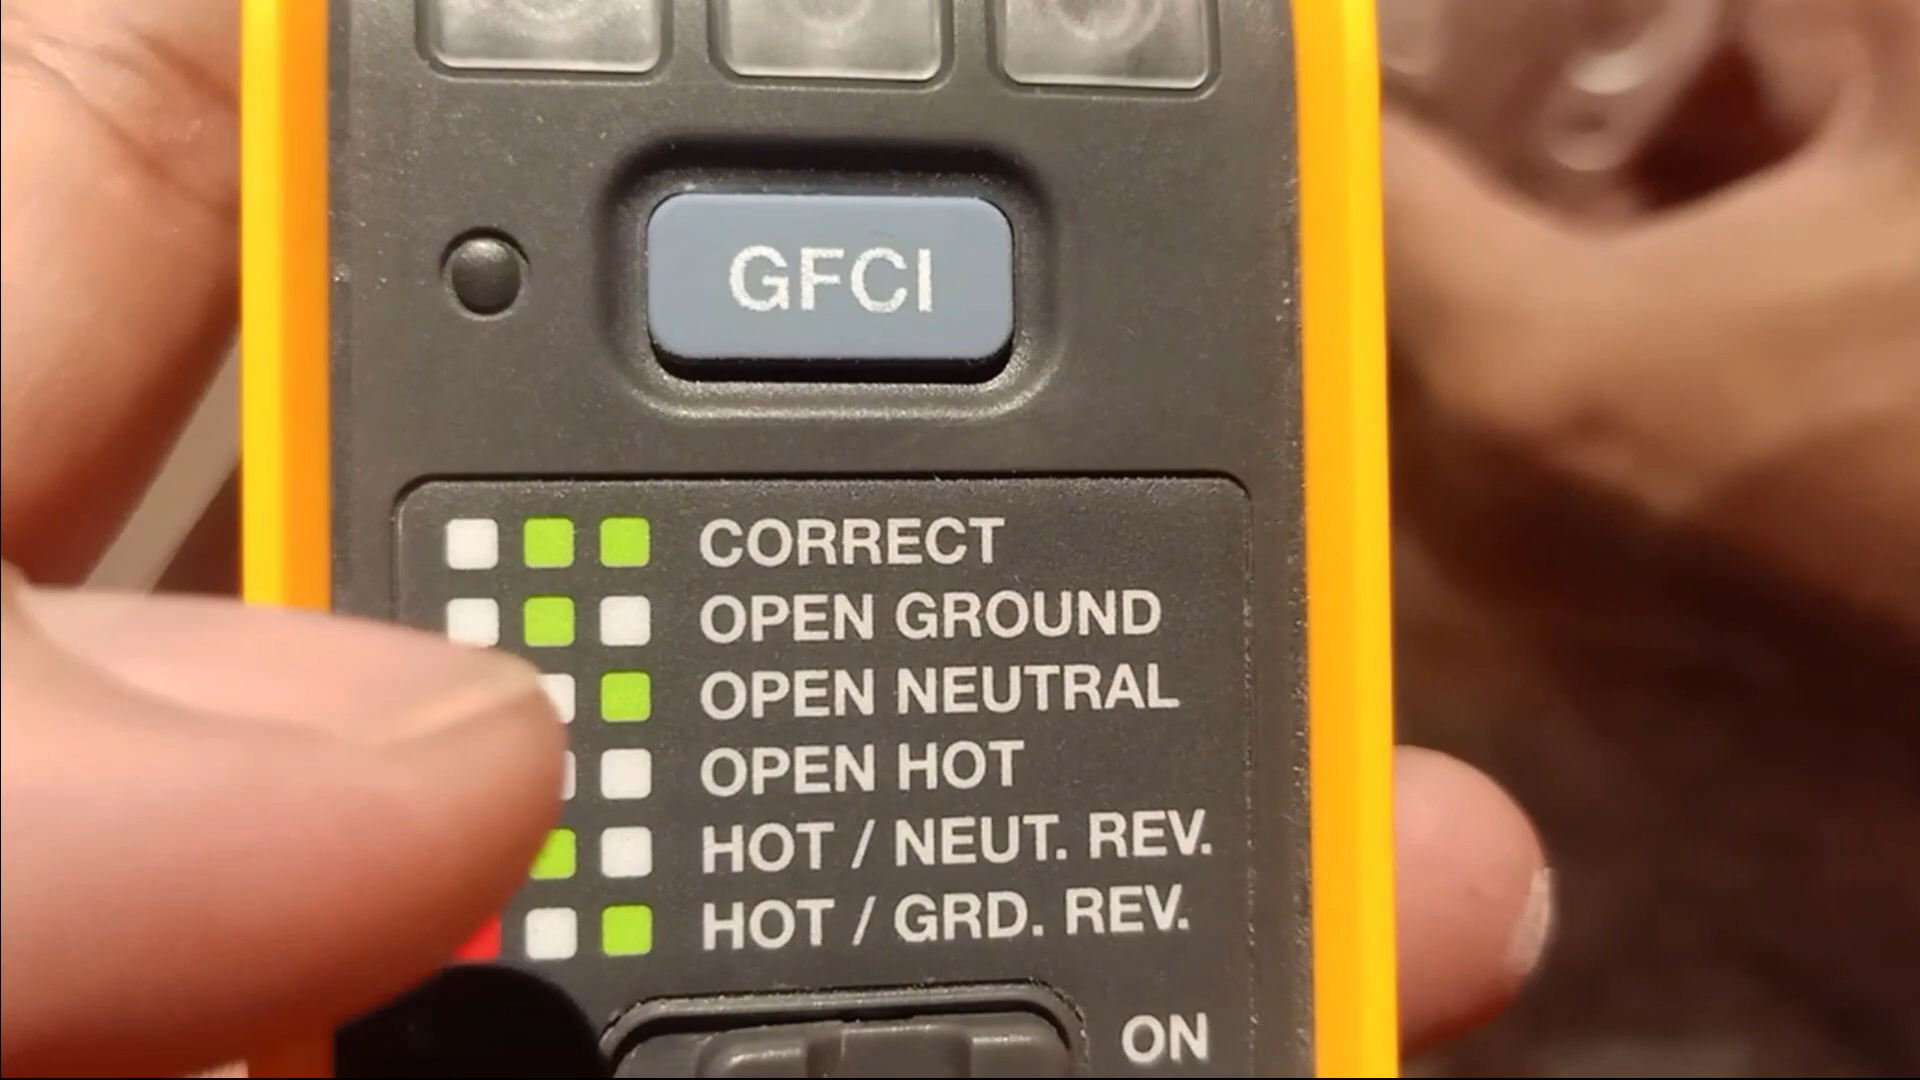 GFCI
CORRECT
OPEN GROUND
OPEN NEUTRAL
OPEN HOT
HOT / NEUT. REV.
HOT / GRD. REV.
ON